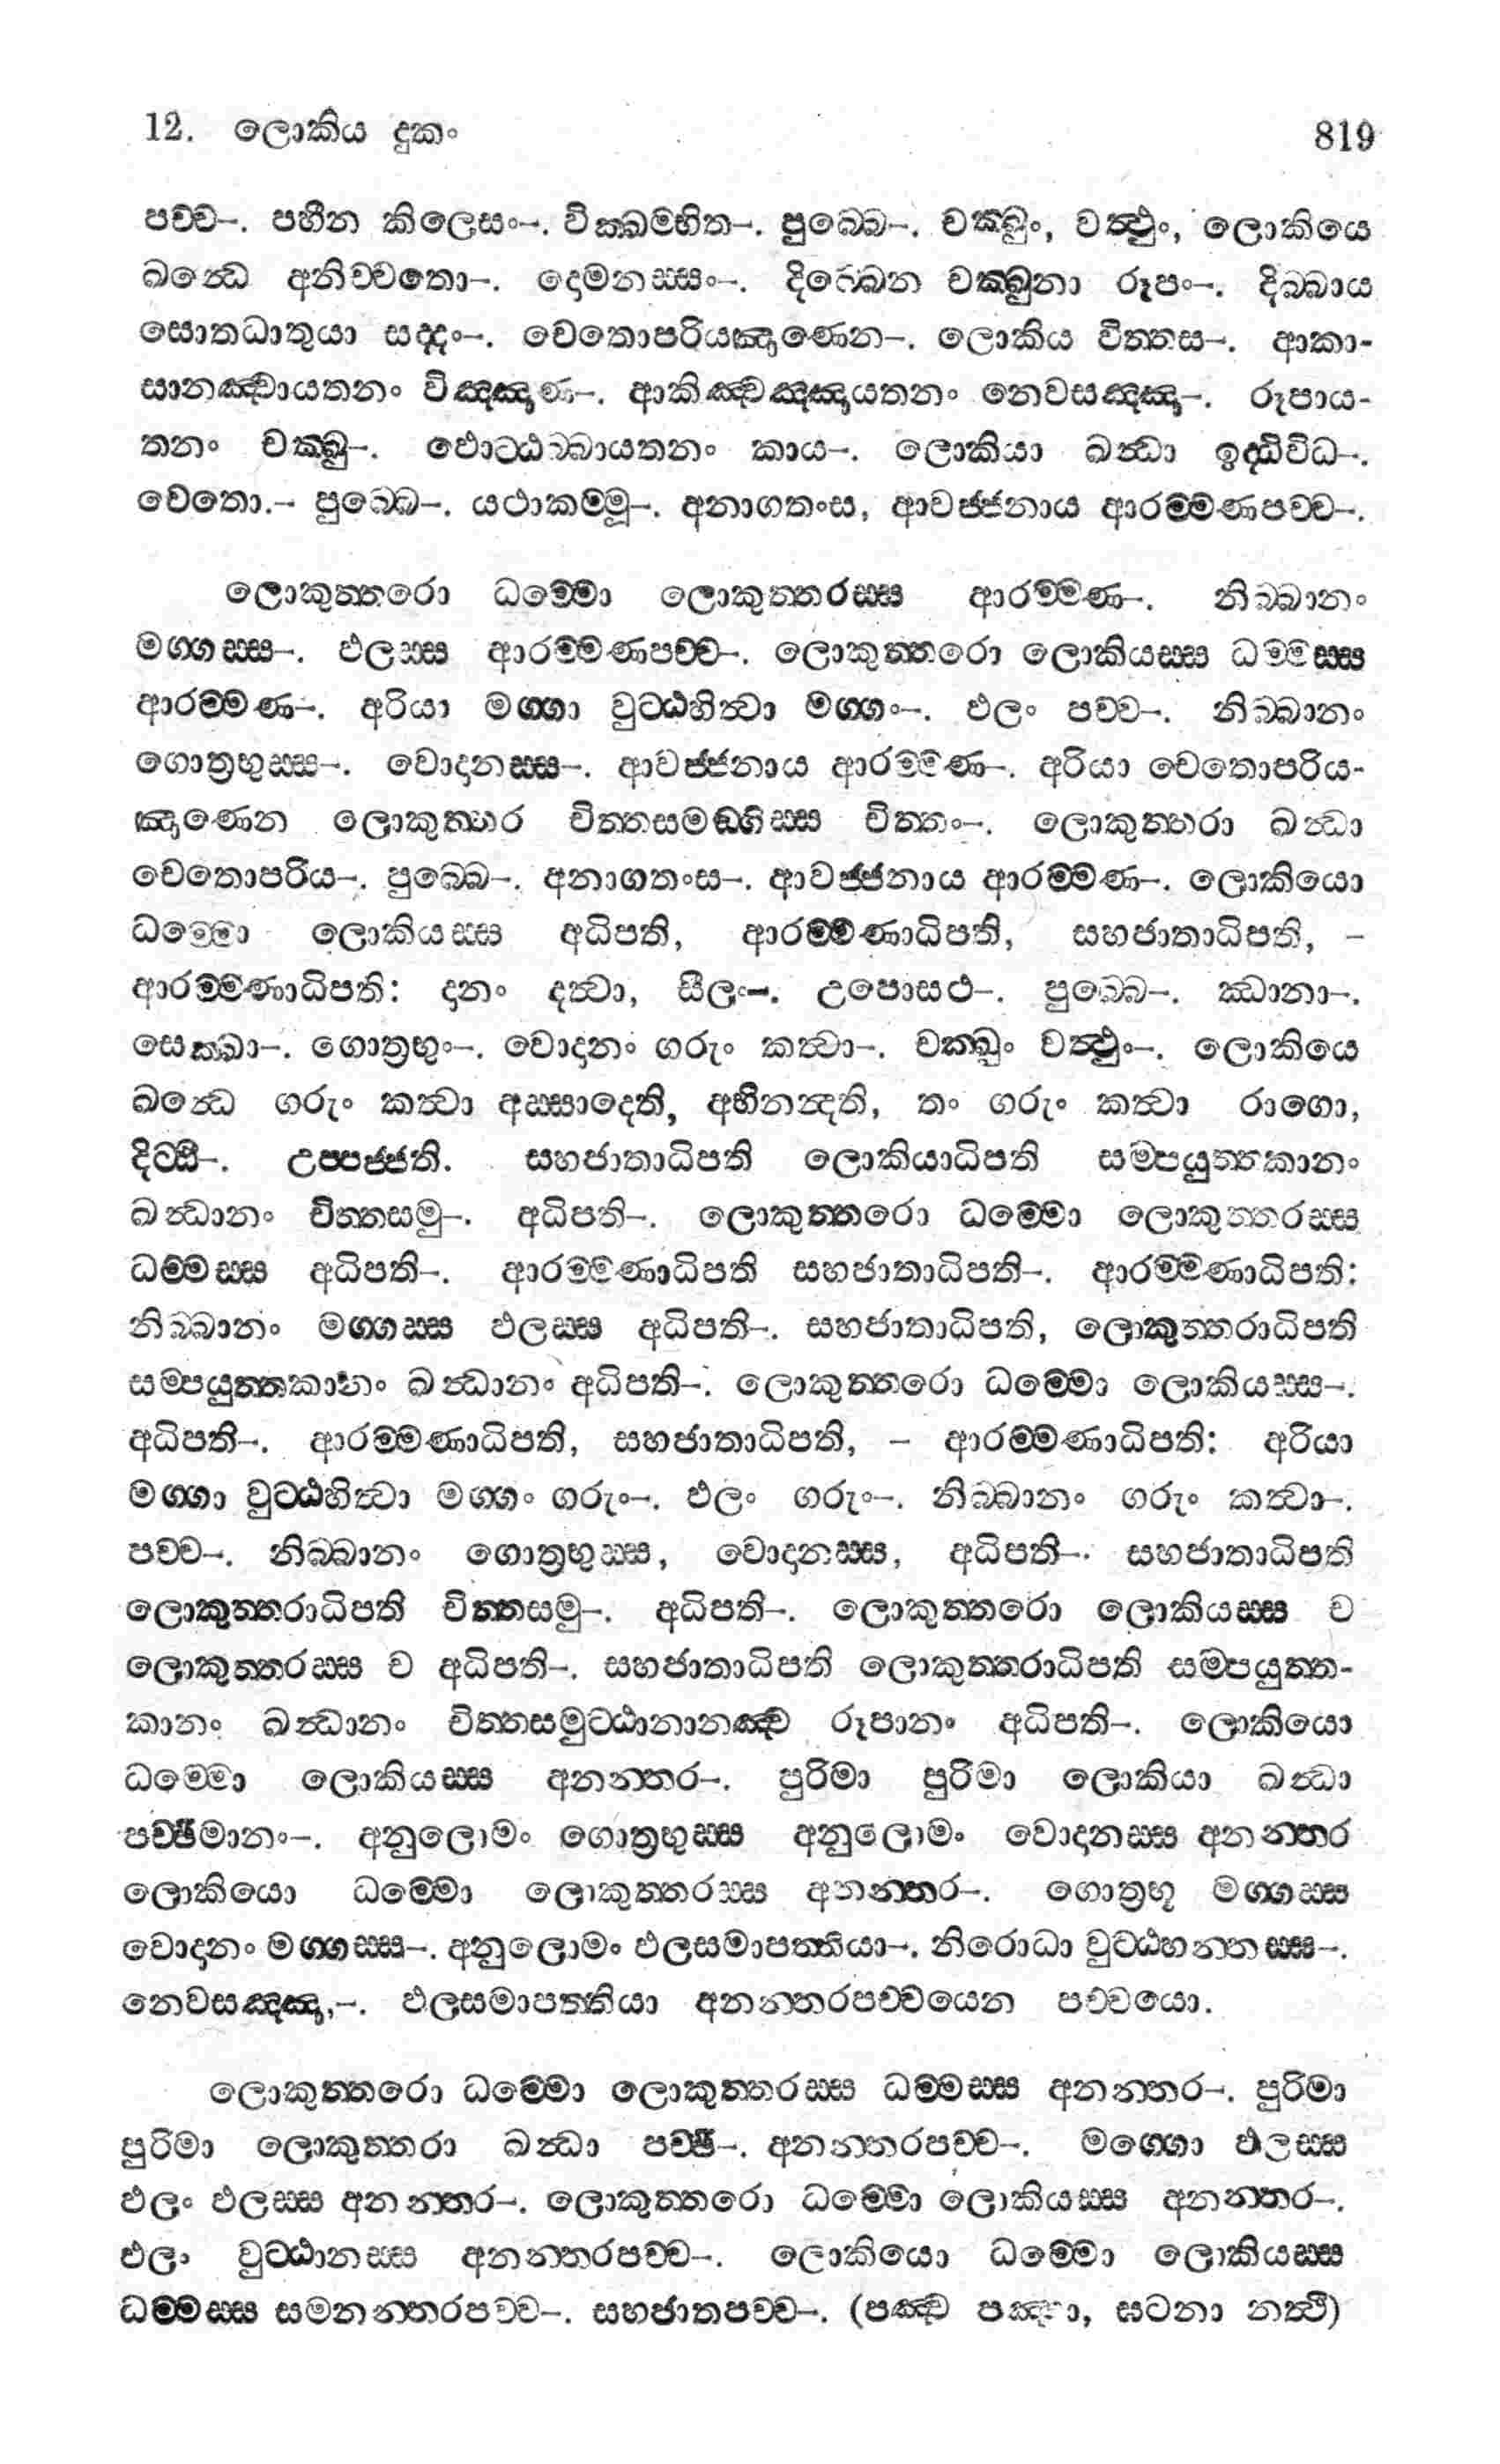 12. ලොකිය දුකං 819
පච්ච–. පහීන කිලෙසං–. වික්ඛම්භිත–. පුබ්බෙ–. චක්ඛුං, වත්ථුං, ලොකියෙ
ඛන්ධෙ අනිච්චතො–. දොමනස්සං–. දිබ්බෙන චක්ඛුනා රූපං–. දිබ්බාය
සොතධාතුයා සද්දං–. චෙතොපරියඤාණෙන–. ලොකිය චිත්තස–. ආකා-
සානඤ්චායතනං විඤ්ඤාණ–. ආකිඤ්චඤ්ඤායතනං නෙවසඤ්ඤා–. රූපාය-
තනං චක්ඛු–. ඵොට්ඨබ්බායතනං කාය–. ලොකියා ඛන්ධා ඉද්ධිවිධ–.
චෙතො.– පුබ්බෙ–. යථාකම්මූ–. අනාගතංස, ආවජ්ජනාය ආරම්මණපච්ච–.
ලොකුත්තරො ධම්මො ලොකුත්තරස්ස ආරම්මණ–. නිබ්බානං
මග්ගස්ස–. ඵලස්ස ආරම්මණපච්ච–. ලොකුත්තරො ලොකියස්ස ධම්මස්ස
ආරම්මණ–. අරියා මග්ගා වුට්ඨහිත්වා මග්ගං–. ඵලං පච්ච–. නිබ්බානං
ගොත්‍රභුස්ස–. වොදානස්ස–. ආවජ්ජනාය ආරම්මණ–. අරියා චෙතොපරිය-
ඤාණෙන ලොකුත්තර චිත්තසමඞ්ගිස්ස චිත්තං–. ලොකුත්තරා ඛන්ධා
චෙතොපරිය–. පුබ්බෙ–. අනාගතංස–. ආවජ්ජනාය ආරම්මණ–. ලොකියො
ධම්මො ලොකියස්ස අධිපති, ආරම්මණාධිපති, සහජාතාධිපති, –
ආරම්මණාධිපති: දානං දත්වා, සීලං–. උපොසථ–. පුබ්බෙ–. ඣානා–.
සෙක්ඛා–. ගොත්‍රභුං–. වොදානං ගරුං කත්වා–. චක්ඛුං වත්ථුං–. ලොකියෙ
ඛන්ධෙ ගරුං කත්වා අස්සාදෙති, අභිනන්දති, තං ගරුං කත්වා රාගො,
දිට්ඨි–. උප්පජ්ජති. සහජාතාධිපති ලොකියාධිපති සම්පයුත්තකානං
ඛන්ධානං චිත්තසමු–. අධිපති–. ලොකුත්තරො ධම්මො ලොකුත්තරස්ස
ධම්මස්ස අධිපති–. ආරම්මණාධිපති සහජාතාධිපති–. ආරම්මණාධිපති:
නිබ්බානං මග්ගස්ස ඵලස්ස අධිපති–. සහජාතාධිපති, ලොකුත්තරාධිපති
සම්පයුත්තකානං ඛන්ධානං අධිපති–. ලොකුත්තරො ධම්මො ලොකියස්ස–.
අධිපති–. ආරම්මණාධිපති, සහජාතාධිපති, – ආරම්මණාධිපති: අරියා
මග්ගා වුට්ඨහිත්වා මග්ගං ගරුං–. ඵලං ගරුං–. නිබ්බානං ගරුං කත්වා–.
පච්ච–. නිබ්බානං ගොත්‍රභුස්ස, වොදානස්ස, අධිපති–. සහජාතාධිපති
ලොකුත්තරාධිපති චිත්තසමු–. අධිපති–. ලොකුත්තරො ලොකියස්ස ච
ලොකුත්තරස්ස ච අධිපති–. සහජාතාධිපති ලොකුත්තරාධිපති සම්පයුත්ත-
කානං ඛන්ධානං චිත්තසමුට්ඨානානඤ්ච රූපානං අධිපති–. ලොකියො
ධම්මො ලොකියස්ස අනන්තර–. පුරිමා පුරිමා ලොකියා ඛන්ධා
පච්ඡිමානං–. අනුලොමං ගොත්‍රභුස්ස අනුලොමං වොදානස්ස අනන්තර
ලොකියො ධම්මො ලොකුත්තරස්ස අනන්තර–. ගොත්‍රභූ මග්ගස්ස
වොදානං මග්ගස්ස–. අනුලොමං ඵලසමාපත්තියා–. නිරොධා වුට්ඨහන්තස්ස–.
නෙවසඤ්ඤා,–. ඵලසමාපත්තියා අනන්තරපච්චයෙන පච්චයො.
ලොකුත්තරො ධම්මො ලොකුත්තරස්ස ධම්මස්ස අනන්තර–. පුරිමා
පුරිමා ලොකුත්තරා ඛන්ධා පච්ඡි–. අනන්තරපච්ච–. මග්ගො ඵලස්ස
ඵලං ඵලස්ස අනන්තර–. ලොකුත්තරො ධම්මො ලොකියස්ස අනන්තර–.
ඵලං වුට්ඨානස්ස අනන්තරපච්ච–. ලොකියො ධම්මො ලොකියස්ස
ධම්මස්ස සමනන්තරපච්ච–. සහජාතපච්ච–. (පඤ්ච පඤ්හා, ඝටනා නත්ථි)